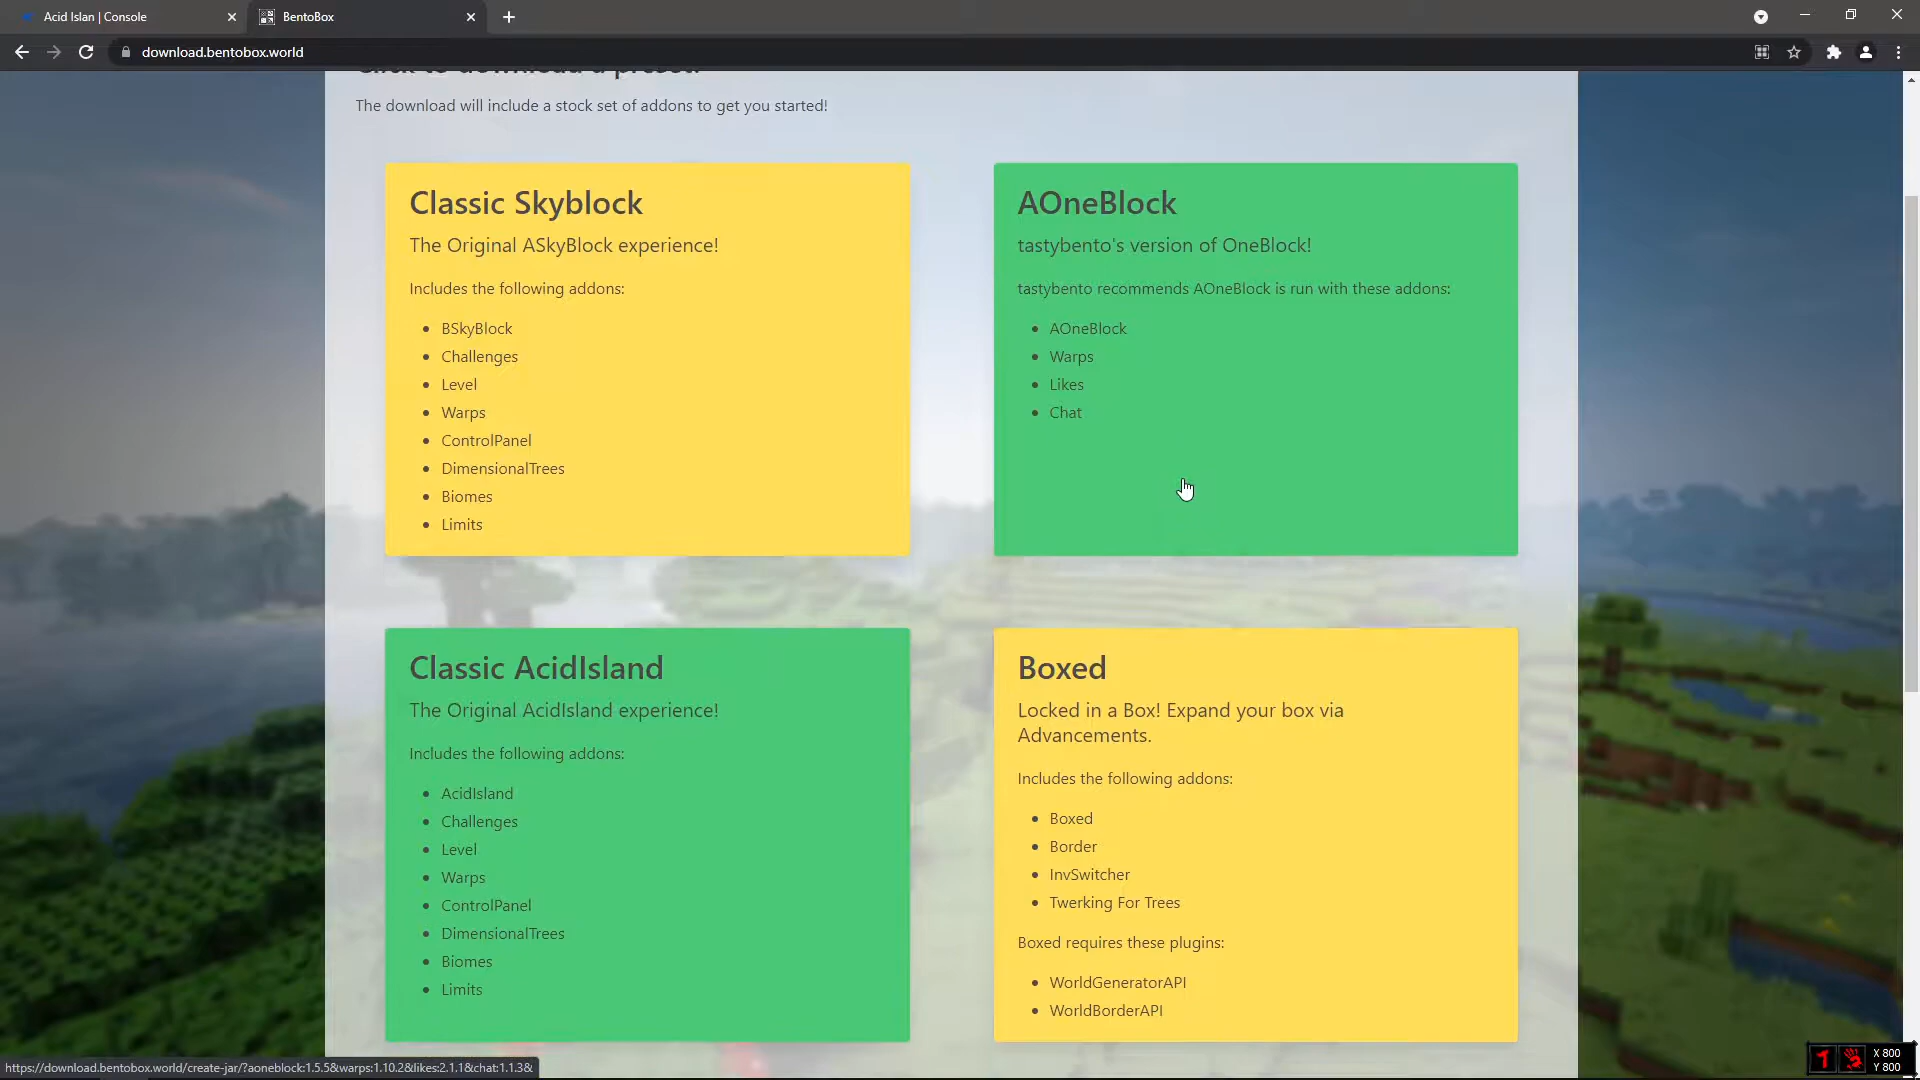 Acid Islan | Console
BentoBox
download.bentobox.world
Click to download a preset!
The download will include a stock set of addons to get you started!
Classic Skyblock
The Original ASkyBlock experience!
Includes the following addons:
BSkyBlock
Challenges
Level
Warps
ControlPanel
DimensionalTrees
Biomes
Limits
AOneBlock
tastybento's version of OneBlock!
tastybento recommends AOneBlock is run with these addons:
AOneBlock
Warps
Likes
Chat
Classic AcidIsland
The Original AcidIsland experience!
Includes the following addons:
AcidIsland
Challenges
Level
Warps
ControlPanel
DimensionalTrees
Biomes
Limits
Boxed
Locked in a Box! Expand your box via
Advancements.
Includes the following addons:
Boxed
Border
InvSwitcher
Twerking For Trees
Boxed requires these plugins:
WorldGeneratorAPI
WorldBorderAPI
https://download.bentobox.world/create-jar/?aoneblock:1.5.5&warps:1.10.2&likes:2.1.1&chat:1.1.3&
X 800
Y 800